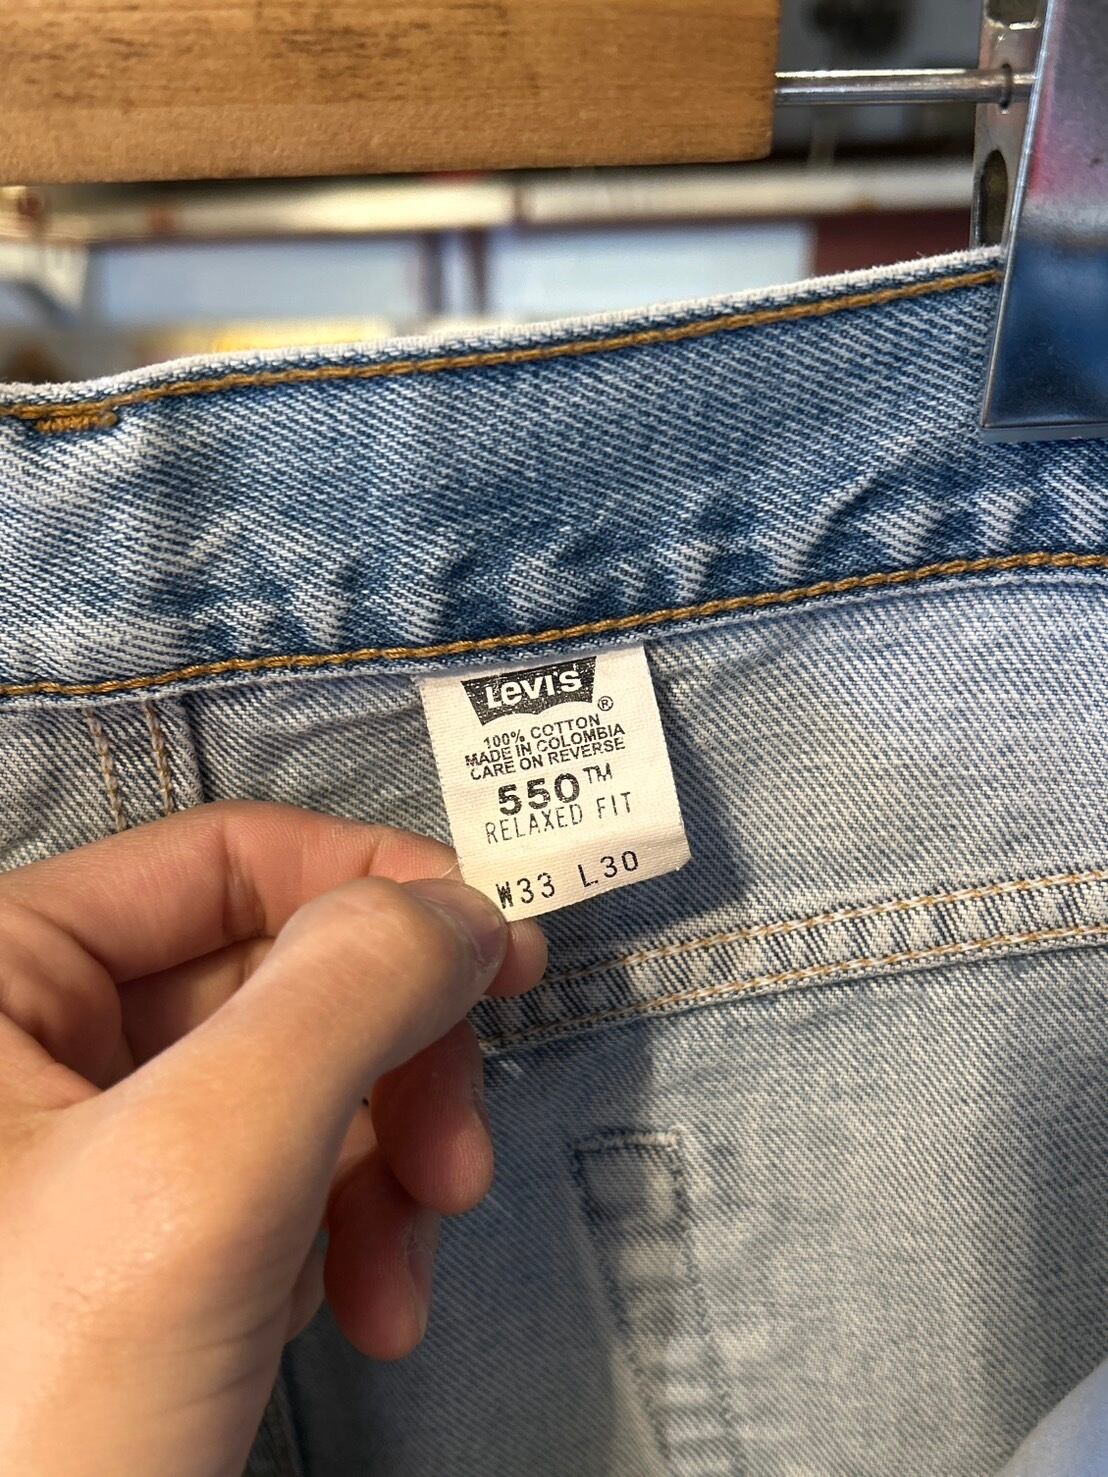 Levi's ®
100% COTTON
MADE IN COLOMBIA
CARE ON REVERSE
550™
RELAXED FIT
W33 L30